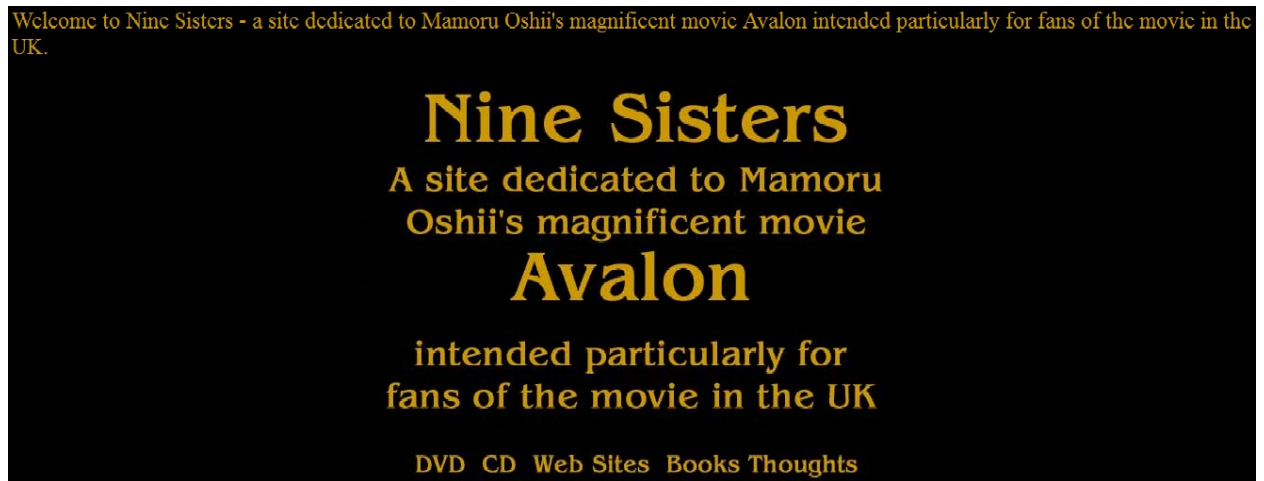 Welcome to Nine Sisters - a site dedicated to Mamoru Oshii's magnificent movie Avalon intended particularly for fans of the movie in the
UK.
Nine Sisters
A site dedicated to Mamoru
Oshii's magnificent movie
Avalon
intended particularly for
fans of the movie in the UK
DVD CD Web Sites Books Thoughts